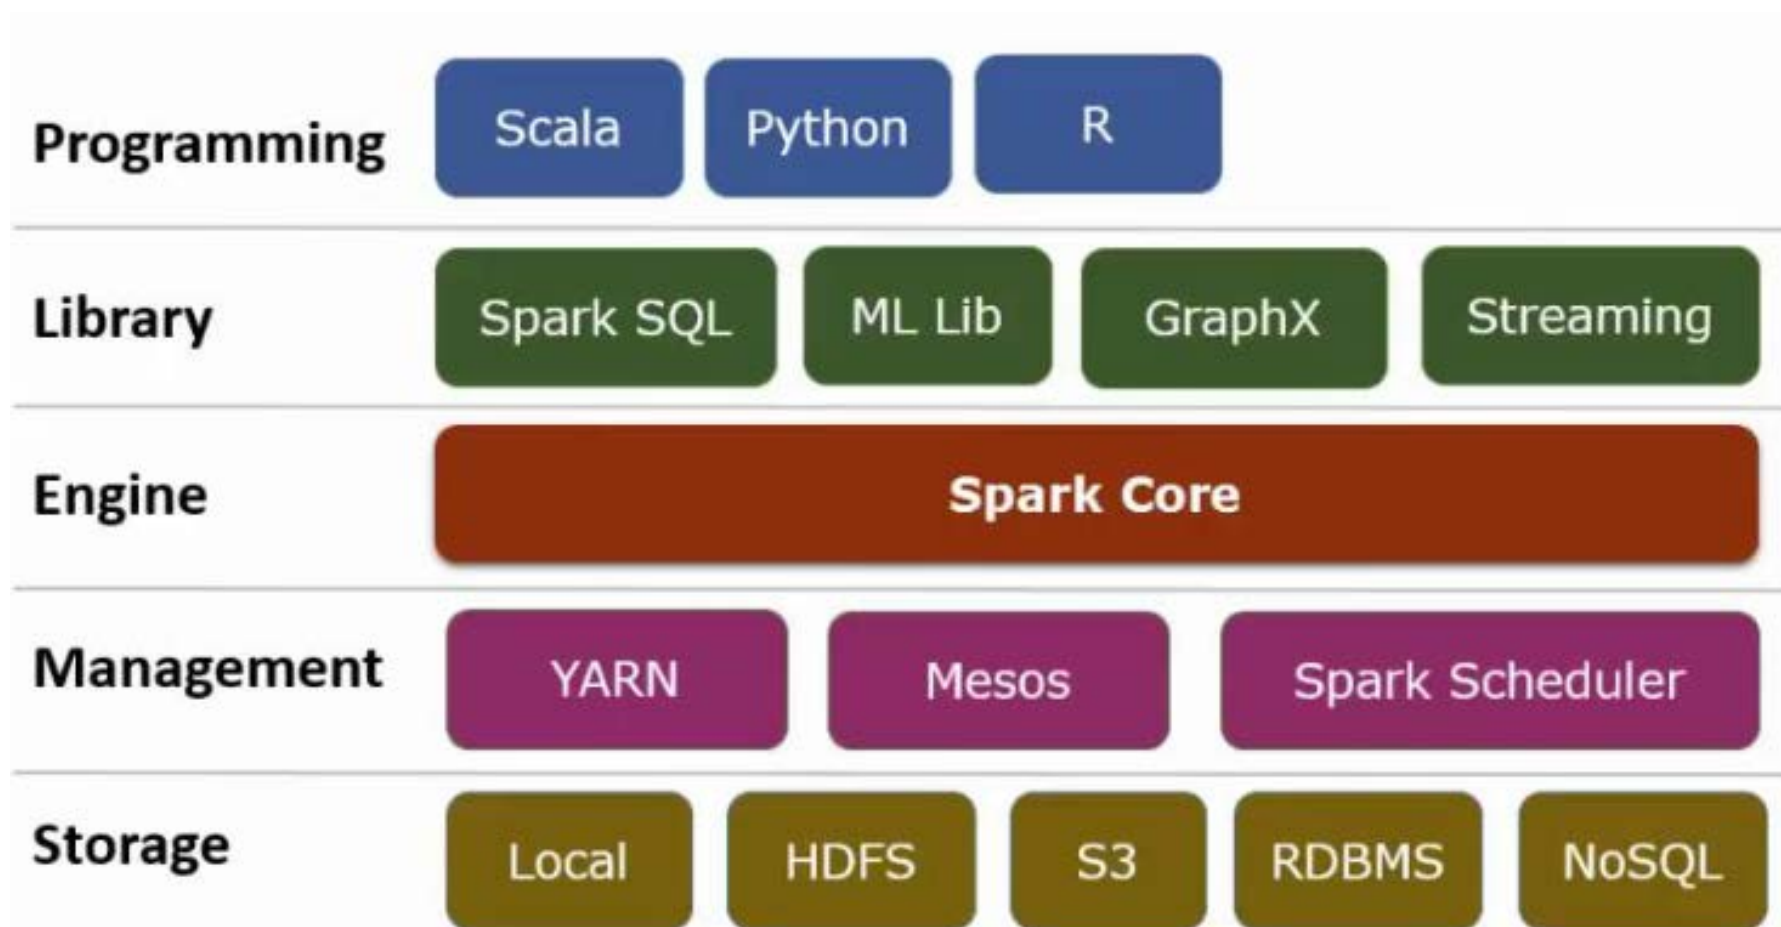 Programming
Scala
Python
R
Library
Spark SQL
ML Lib
GraphX
Streaming
Engine
Spark Core
Management
YARN
Mesos
Spark Scheduler
Storage
Local
HDFS
S3
RDBMS
NoSQL